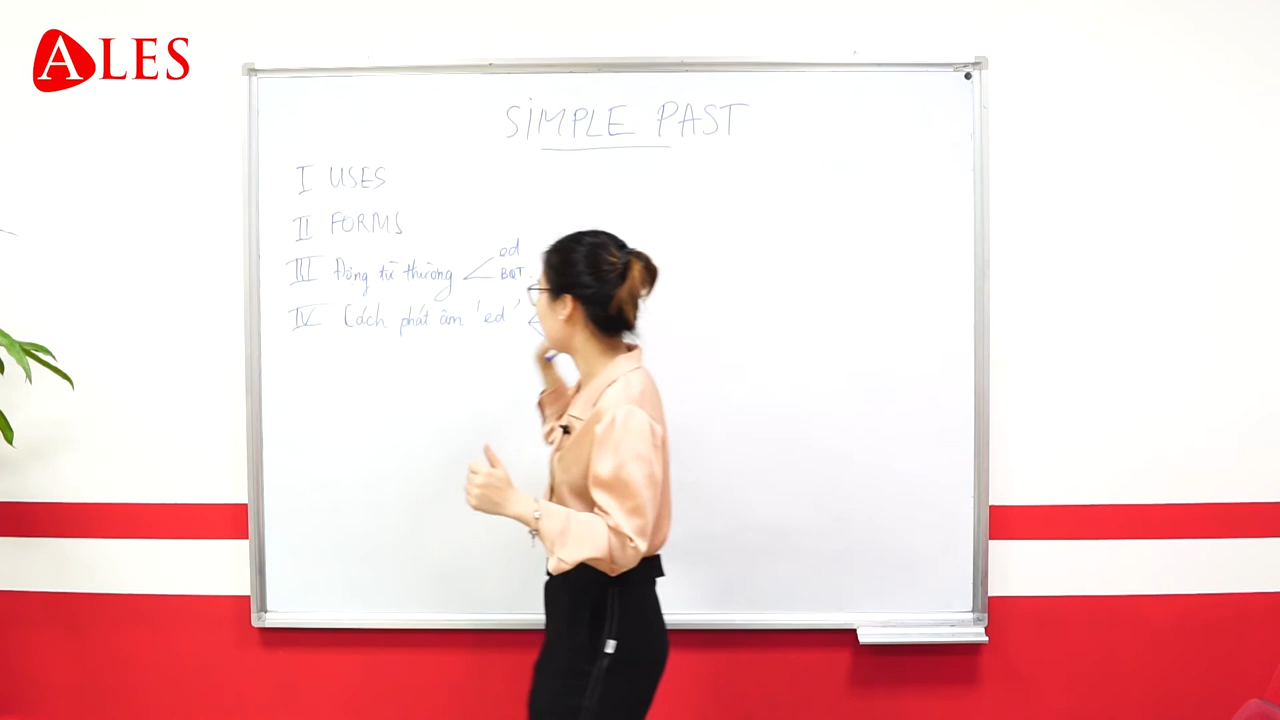 ALES
SIMPLE PAST
I USES
II FORMS
III Động từ thường ed
BQT
IV Cách phát âm 'ed'